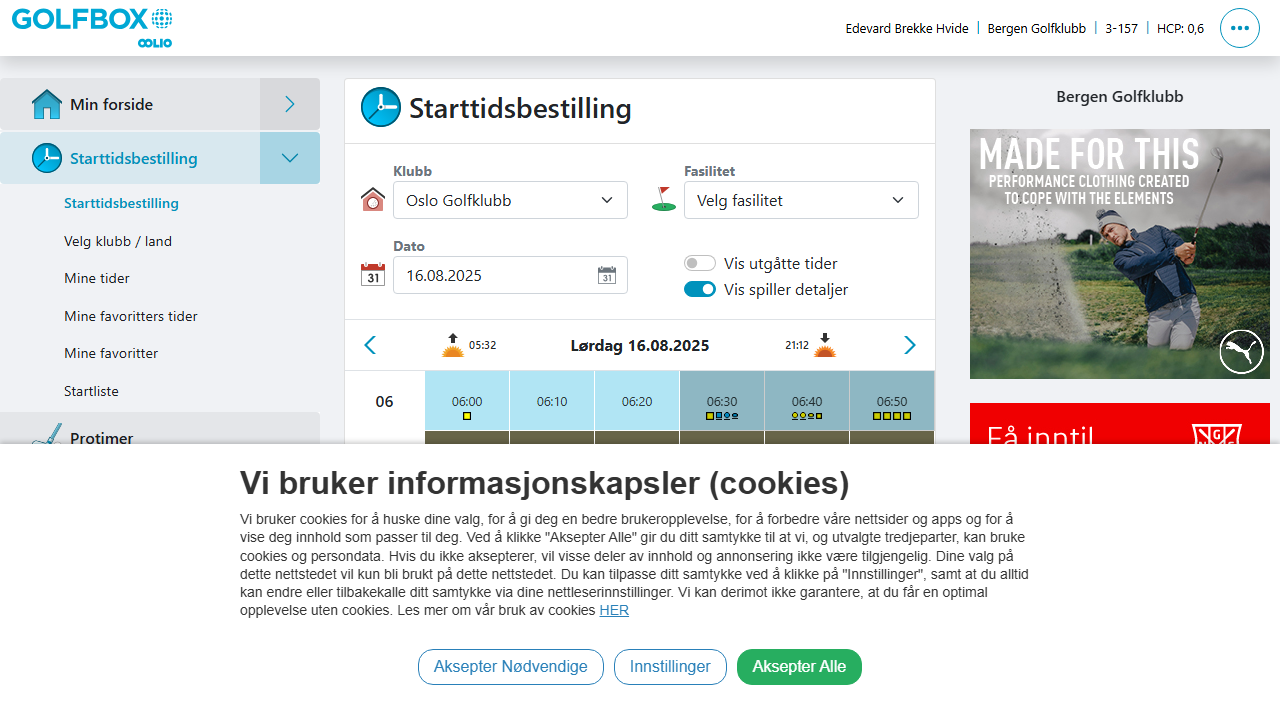 GOLFBOX
OOLIO
Edevard Brekke Hvide
Bergen Golfklubb
3-157
HCP: 0,6
Min forside
Starttidsbestilling
Starttidsbestilling
Velg klubb / land
Mine tider
Mine favoritters tider
Mine favoritter
Startliste
Protimer
Starttidsbestilling
Klubb
Oslo Golfklubb
Fasilitet
Velg fasilitet
Dato
31
16.08.2025
31
Vis utgåtte tider
Vis spiller detaljer
05:32
Lørdag 16.08.2025
21:12
06
06:00
06:10
06:20
06:30
06:40
06:50
Bergen Golfklubb
MADE FOR THIS
PERFORMANCE CLOTHING CREATED
TO COPE WITH THE ELEMENTS
Få inntil
Vi bruker informasjonskapsler (cookies)
Vi bruker cookies for å huske dine valg, for å gi deg en bedre brukeropplevelse, for å forbedre våre nettsider og apps og for å
vise deg innhold som passer til deg. Ved å klikke "Aksepter Alle" gir du ditt samtykke til at vi, og utvalgte tredjeparter, kan bruke
cookies og persondata. Hvis du ikke aksepterer, vil visse deler av innhold og annonsering ikke være tilgjengelig. Dine valg på
dette nettstedet vil kun bli brukt på dette nettstedet. Du kan tilpasse ditt samtykke ved å klikke på "Innstillinger", samt at du alltid
kan endre eller tilbakekalle ditt samtykke via dine nettleserinnstillinger. Vi kan derimot ikke garantere, at du får en optimal
opplevelse uten cookies. Les mer om vår bruk av cookies HER
Aksepter Nødvendige
Innstillinger
Aksepter Alle